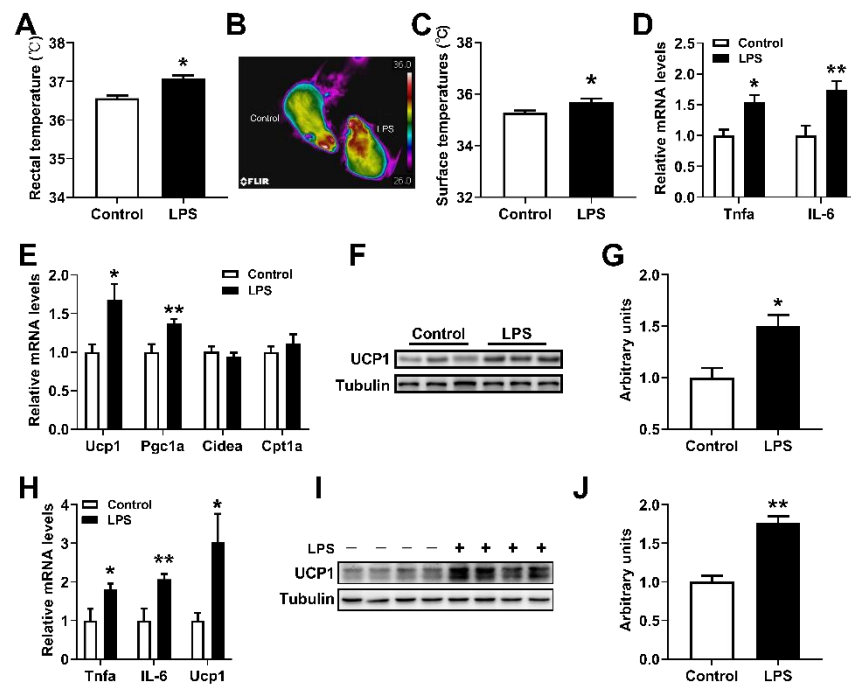 A
Rectal temperature (℃)
38
37
36
35
34
Control
LPS
*
B
Control
LPS
36.0
26.0
FLIR
C
Surface temperatures (℃)
38
36
34
32
Control
LPS
*
D
Relative mRNA levels
2.5
2.0
1.5
1.0
0.5
0.0
Control
LPS
*
**
Tnfa
IL-6
E
Relative mRNA levels
2.0
1.5
1.0
0.5
0.0
Control
LPS
*
**
Ucp1
Pgc1a
Cidea
Cpt1a
F
Control
LPS
UCP1
Tubulin
G
Arbitrary units
2.0
1.5
1.0
0.5
*
Control
LPS
H
Relative mRNA levels
4
3
2
1
0
Control
LPS
*
**
*
Tnfa
IL-6
Ucp1
I
LPS − − − − + + + +
UCP1
Tubulin
J
Arbitrary units
2.0
1.5
1.0
0.5
0.0
**
Control
LPS